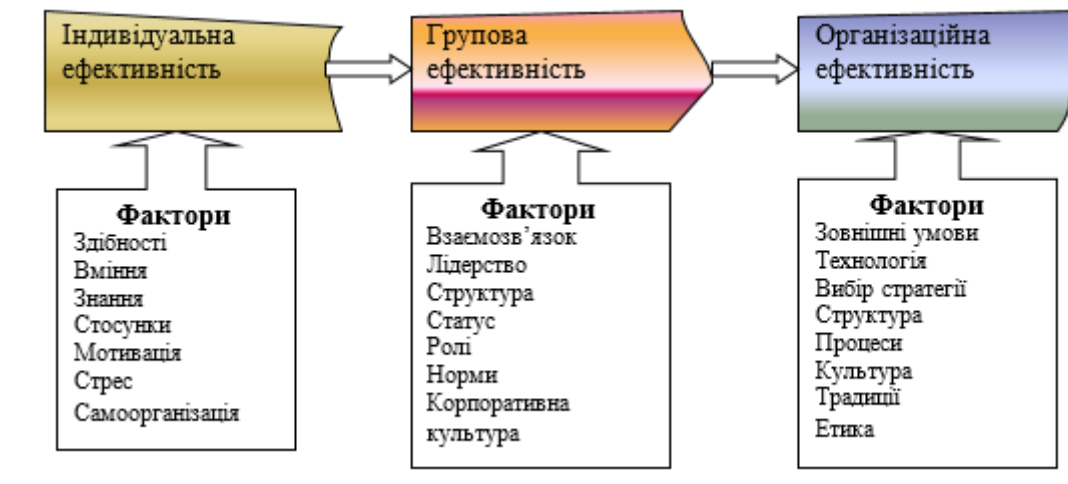 Індивідуальна
ефективність
Групова
ефективність
Організаційна
ефективність
Фактори
Здібності
Вміння
Знання
Стосунки
Мотивація
Стрес
Самоорганізація
Фактори
Взаємозв’язок
Лідерство
Структура
Статус
Ролі
Норми
Корпоративна
культура
Фактори
Зовнішні умови
Технологія
Вибір стратегії
Структура
Процеси
Культура
Традиції
Етика